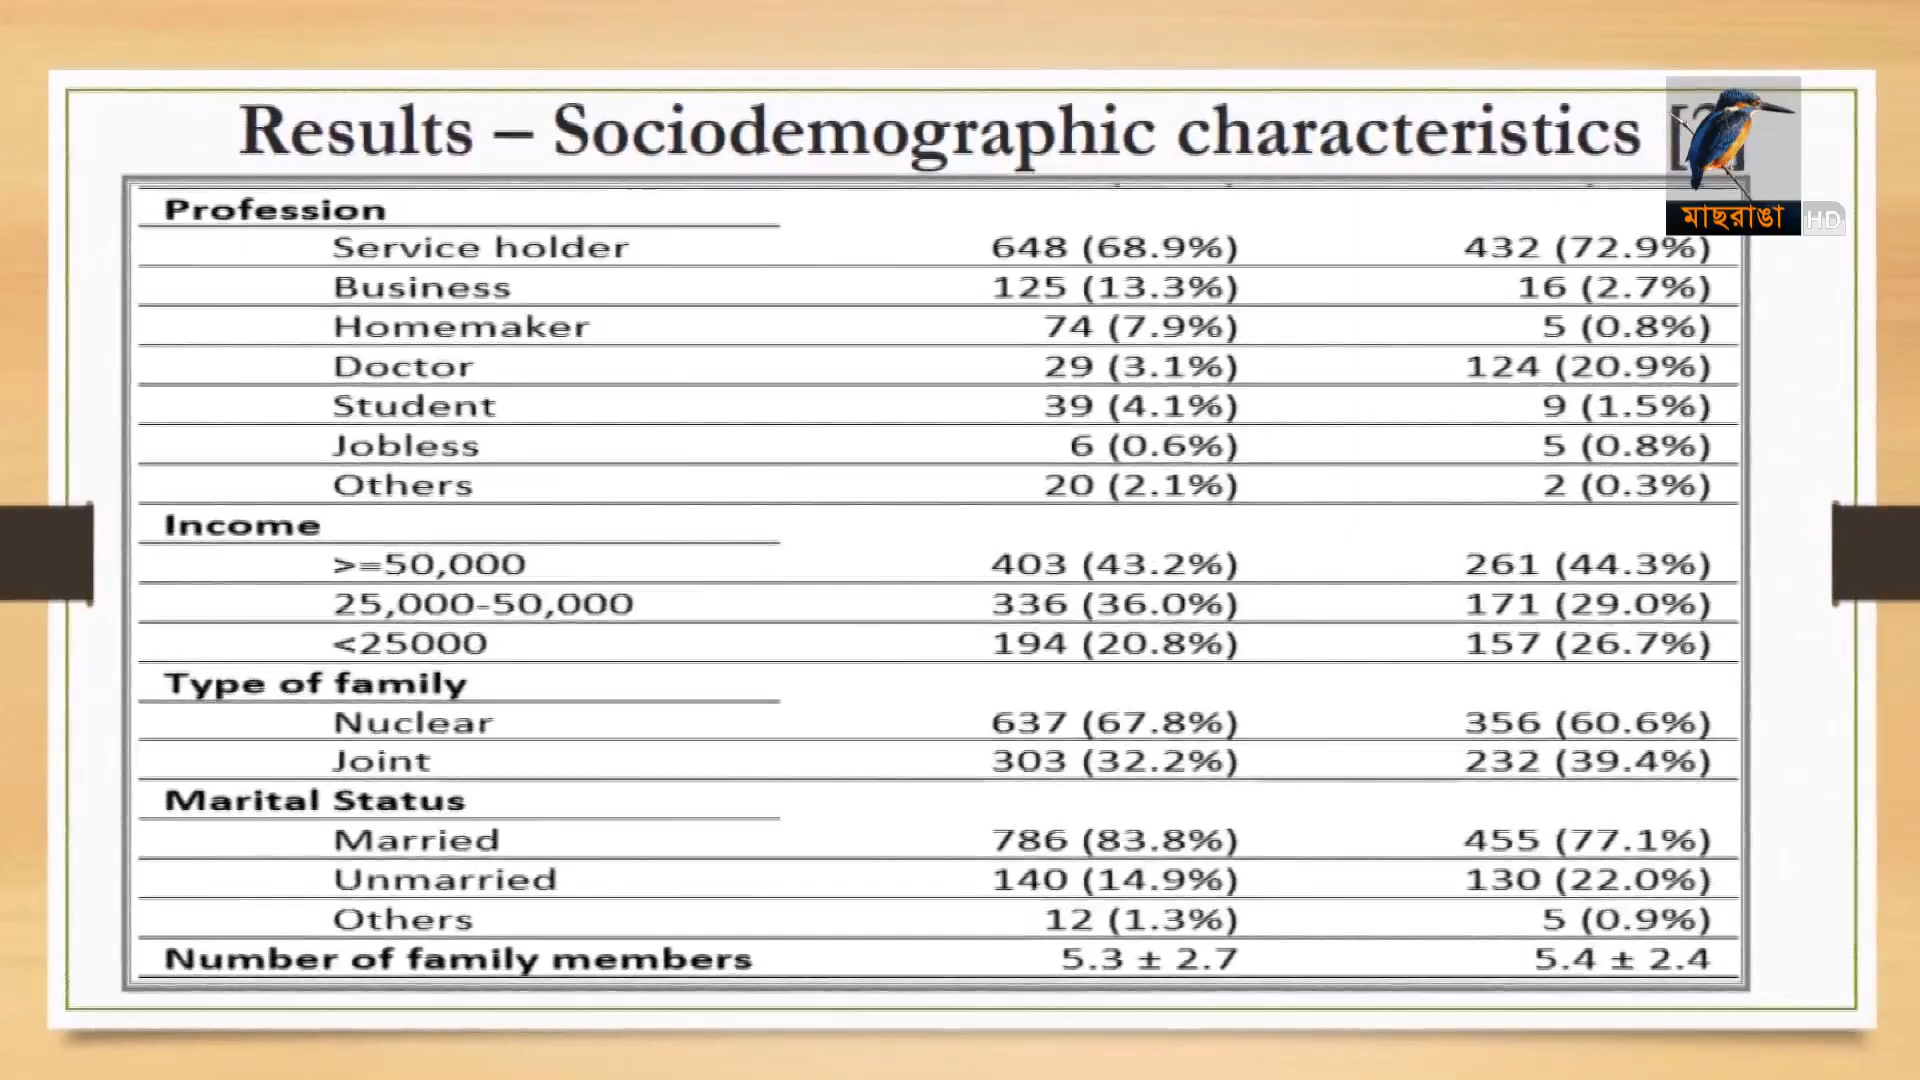 Results – Sociodemographic characteristics
মাছরাঙা HD
Profession
Service holder 648 (68.9%) 432 (72.9%)
Business 125 (13.3%) 16 (2.7%)
Homemaker 74 (7.9%) 5 (0.8%)
Doctor 29 (3.1%) 124 (20.9%)
Student 39 (4.1%) 9 (1.5%)
Jobless 6 (0.6%) 5 (0.8%)
Others 20 (2.1%) 2 (0.3%)
Income
>=50,000 403 (43.2%) 261 (44.3%)
25,000-50,000 336 (36.0%) 171 (29.0%)
<25000 194 (20.8%) 157 (26.7%)
Type of family
Nuclear 637 (67.8%) 356 (60.6%)
Joint 303 (32.2%) 232 (39.4%)
Marital Status
Married 786 (83.8%) 455 (77.1%)
Unmarried 140 (14.9%) 130 (22.0%)
Others 12 (1.3%) 5 (0.9%)
Number of family members 5.3 ± 2.7 5.4 ± 2.4